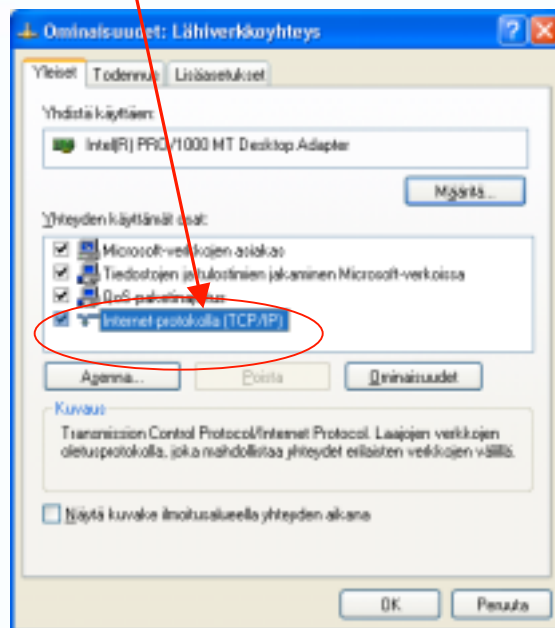 Ominaisuudet: Lähiverkkoyhteys
Yleiset Todennus Lisäasetukset
Yhdistä käyttäen:
Intel(R) PRO/1000 MT Desktop Adapter
Määritä...
Yhteyden käyttämät osat:
Microsoft-verkkojen asiakas
Tiedostojen ja tulostimien jakaminen Microsoft-verkoissa
QoS-paketinajoitus
Internet protokolla (TCP/IP)
Asenna... Poista Ominaisuudet
Kuvaus
Transmission Control Protocol/Internet Protocol. Laajojen verkkojen
oletusprotokolla, joka mahdollistaa yhteydet erilaisten verkkojen välillä.
Näytä kuvake ilmoitusalueella yhteyden aikana
OK Peruuta